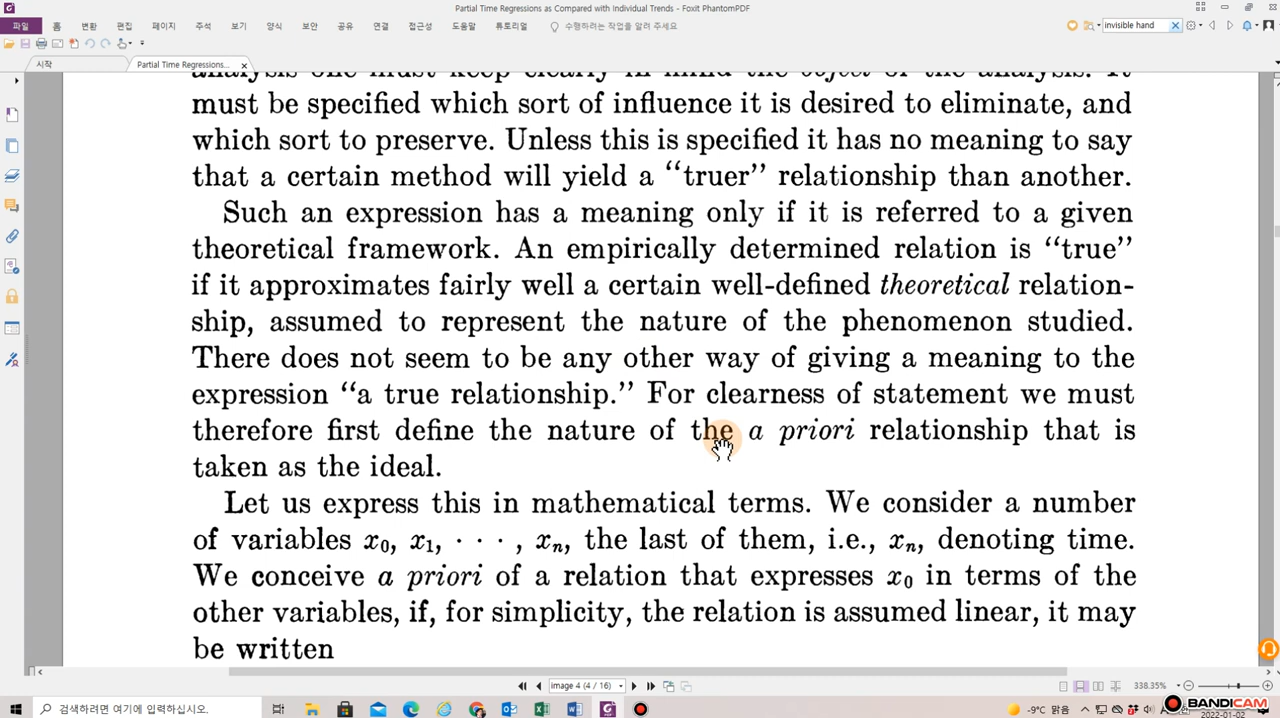 Partial Time Regressions as Compared with Individual Trends - Foxit PhantomPDF
파일 홈 변환 편집 페이지 주석 보기 양식 보안 공유 연결 접근성 도움말 튜토리얼 수행하려는 작업을 알려 주세요
invisible hand
시작 Partial Time Regressions...
analysis one must keep clearly in mind the object of the analysis. It
must be specified which sort of influence it is desired to eliminate, and
which sort to preserve. Unless this is specified it has no meaning to say
that a certain method will yield a “truer” relationship than another.
Such an expression has a meaning only if it is referred to a given
theoretical framework. An empirically determined relation is “true”
if it approximates fairly well a certain well-defined theoretical relation-
ship, assumed to represent the nature of the phenomenon studied.
There does not seem to be any other way of giving a meaning to the
expression “a true relationship.” For clearness of statement we must
therefore first define the nature of the a priori relationship that is
taken as the ideal.
Let us express this in mathematical terms. We consider a number
of variables x₀, x₁, · · · , xₙ, the last of them, i.e., xₙ, denoting time.
We conceive a priori of a relation that expresses x₀ in terms of the
other variables, if, for simplicity, the relation is assumed linear, it may
be written
image 4 (4 / 16)
338.35%
검색하려면 여기에 입력하십시오.
-9°C 맑음
BANDICAM
2022-01-02